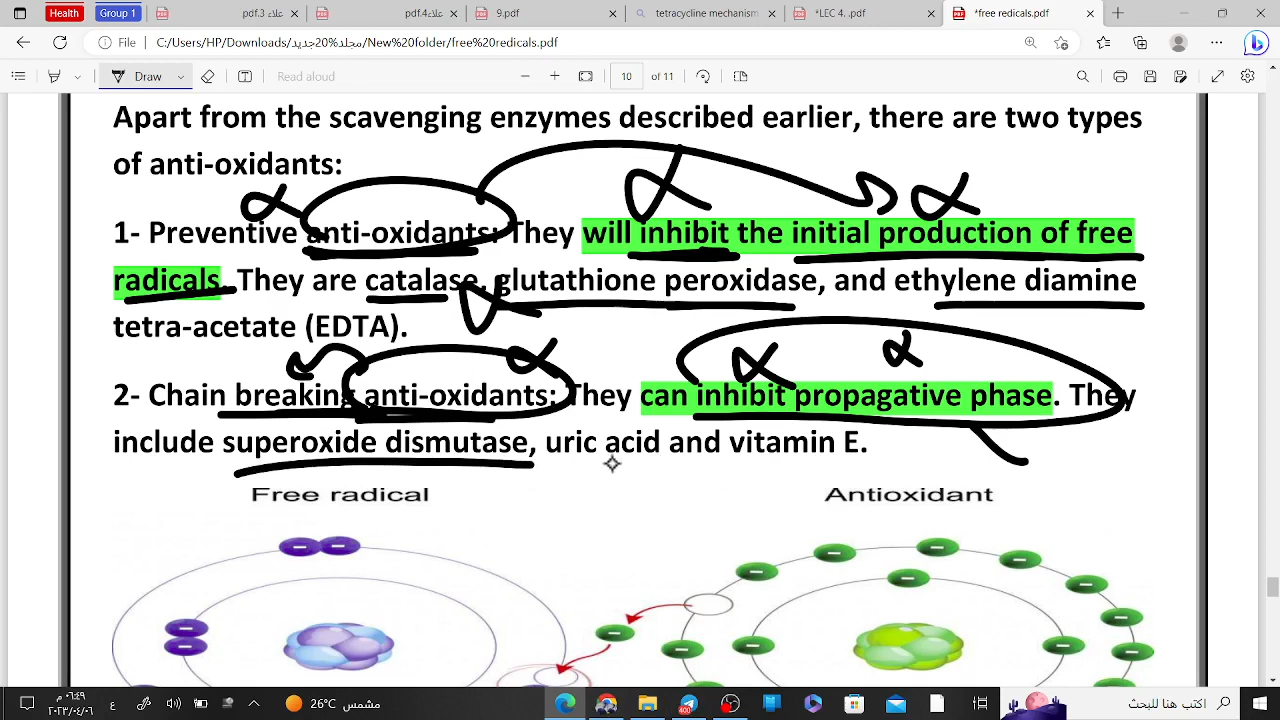 Health Group 1 علاء pdf.3 علاء pdf.4 9.pdf tetracycline mechanism *LEC 4..pdf *free redicals.pdf
File C:/Users/HP/Downloads/مجلد%20جديد/New%20folder/free%20redicals.pdf
Draw Read aloud 10 of 11
Apart from the scavenging enzymes described earlier, there are two types
of anti-oxidants:
1- Preventive anti-oxidants: They will inhibit the initial production of free
radicals. They are catalase, glutathione peroxidase, and ethylene diamine
tetra-acetate (EDTA).
2- Chain breaking anti-oxidants: They can inhibit propagative phase. They
include superoxide dismutase, uric acid and vitamin E.
Free radical Antioxidant
26°C مشمس
اكتب هنا للبحث